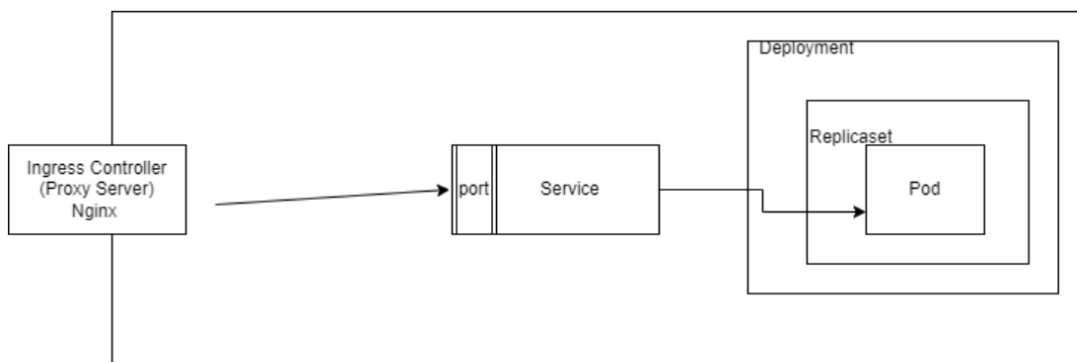 Deployment
Replicaset
Ingress Controller
(Proxy Server)
Nginx
port
Service
Pod